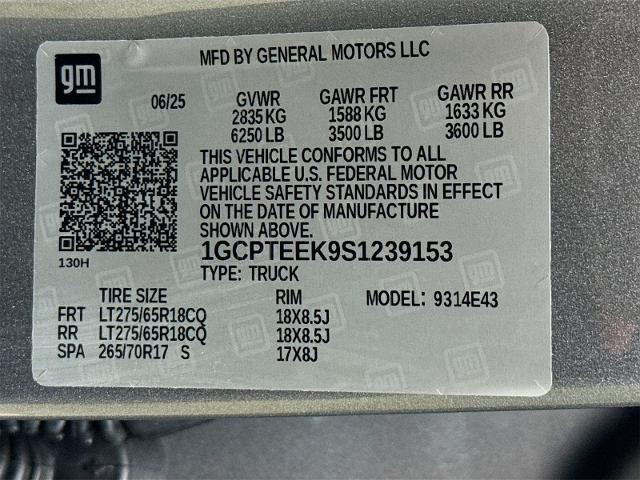 gm
MFD BY GENERAL MOTORS LLC
06/25 GVWR GAWR FRT GAWR RR
2835 KG 1588 KG 1633 KG
6250 LB 3500 LB 3600 LB
THIS VEHICLE CONFORMS TO ALL
APPLICABLE U.S. FEDERAL MOTOR
VEHICLE SAFETY STANDARDS IN EFFECT
ON THE DATE OF MANUFACTURE
SHOWN ABOVE.
1GCPTEEK9S1239153
130H
TYPE: TRUCK
TIRE SIZE RIM MODEL: 9314E43
FRT LT275/65R18CQ 18X8.5J
RR LT275/65R18CQ 18X8.5J
SPA 265/70R17 S 17X8J